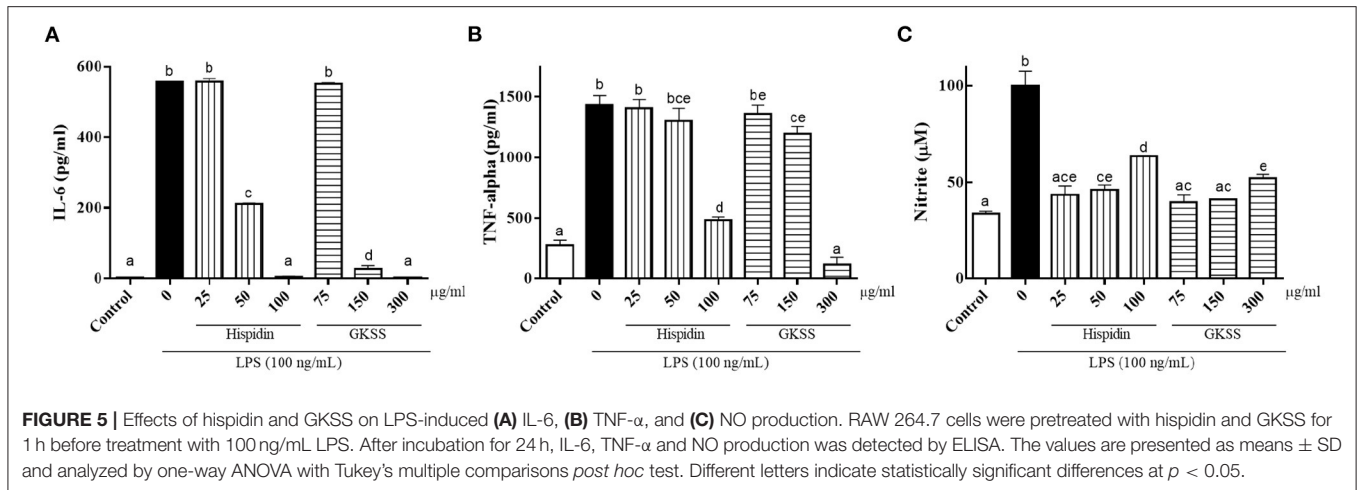 A
IL-6 (pg/ml)
600
400
200
0
a
b
b
c
a
b
d
a
Control
0
25
50
100
75
150
300
μg/ml
Hispidin
GKSS
LPS (100 ng/mL)
B
TNF-alpha (pg/ml)
1500
1000
500
0
a
b
b
bce
d
be
ce
a
Control
0
25
50
100
75
150
300
μg/ml
Hispidin
GKSS
LPS (100 ng/mL)
C
Nitrite (μM)
100
50
0
a
b
ace
ce
d
ac
ac
e
Control
0
25
50
100
75
150
300
μg/ml
Hispidin
GKSS
LPS (100 ng/mL)
FIGURE 5 | Effects of hispidin and GKSS on LPS-induced (A) IL-6, (B) TNF-α, and (C) NO production. RAW 264.7 cells were pretreated with hispidin and GKSS for
1 h before treatment with 100 ng/mL LPS. After incubation for 24 h, IL-6, TNF-α and NO production was detected by ELISA. The values are presented as means ± SD
and analyzed by one-way ANOVA with Tukey's multiple comparisons post hoc test. Different letters indicate statistically significant differences at p < 0.05.